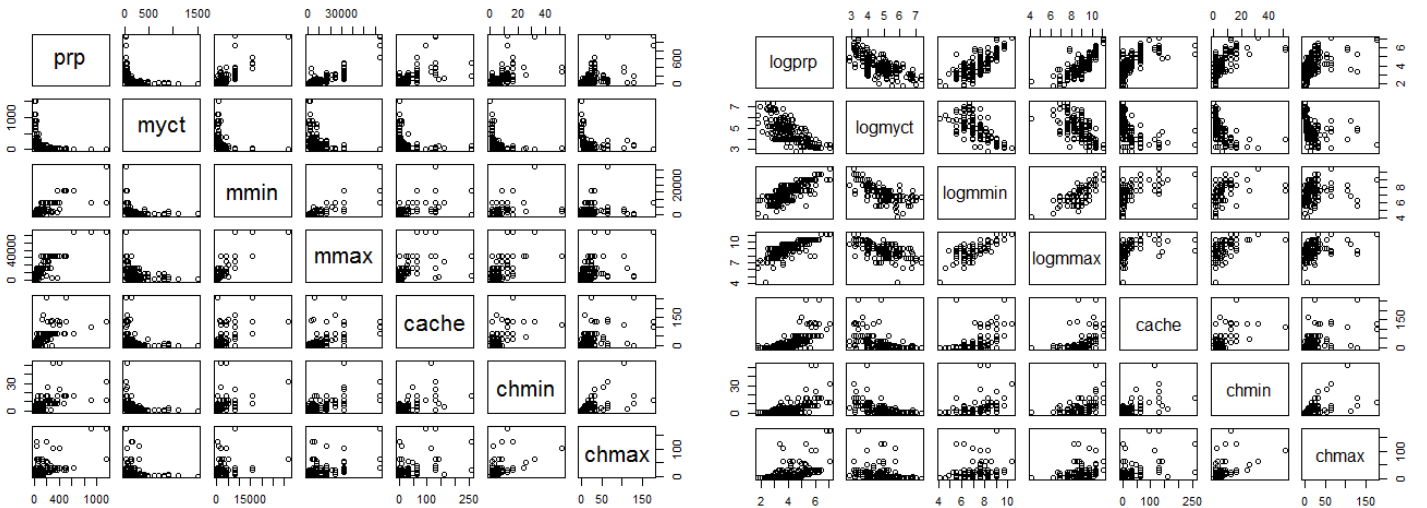 0 500 1500 0 30000 0 20 40 3 4 5 6 7 4 6 8 10 0 20 40
prp 0 600 logprp 2 4 6
0 1000 myct 3 5 7 logmyct
mmin 0 20000 logmmin 4 6 8
0 40000 mmax 4 7 10 logmmax
cache 0 150 cache 0 150
0 30 chmin 0 30 chmin
chmax 0 100 chmax 0 100
0 400 1000 0 15000 0 100 250 0 50 150 2 4 6 4 6 8 10 0 100 250 0 50 150